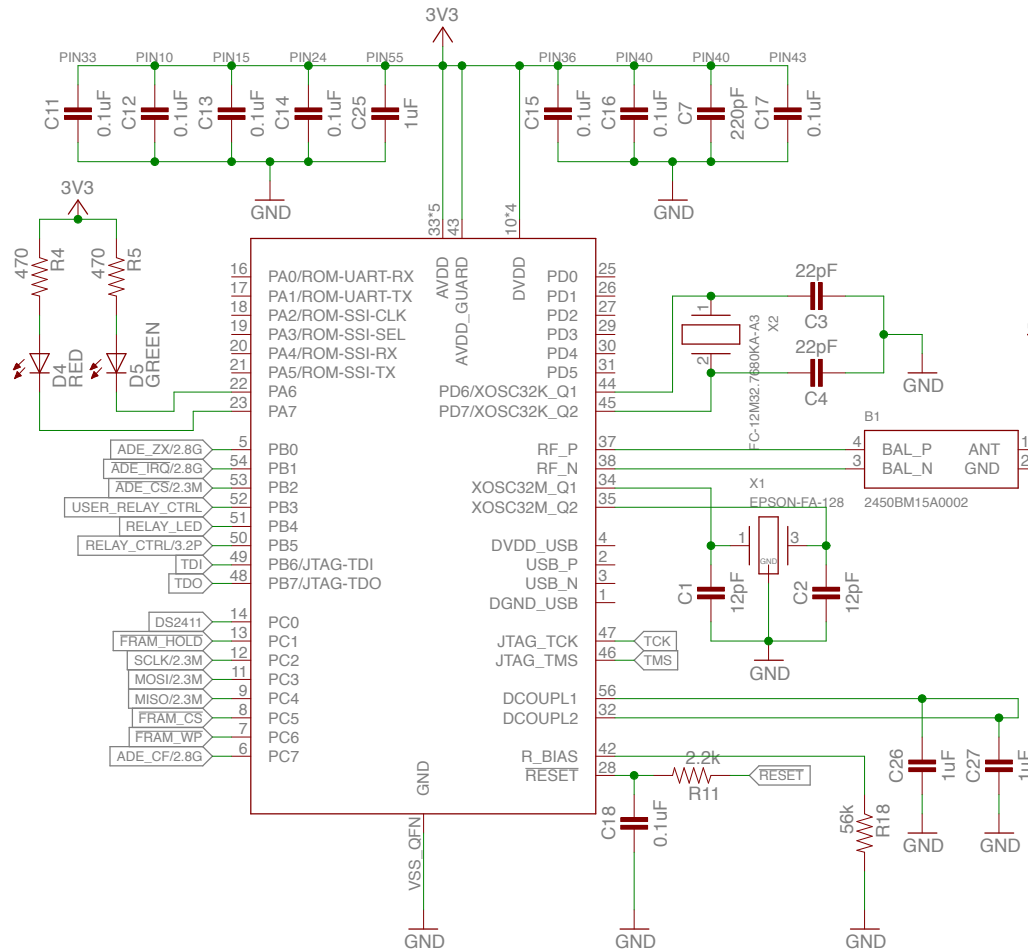 3V3
PIN33 PIN10 PIN15 PIN24 PIN55 PIN36 PIN40 PIN40 PIN43
C11 0.1uF C12 0.1uF C13 0.1uF C14 0.1uF C25 1uF C15 0.1uF C16 0.1uF C7 220pF C17 0.1uF
GND GND
3V3
470 R4 470 R5
D4 RED D5 GREEN
33*5 43 10*4
AVDD AVDD_GUARD DVDD
16 PA0/ROM-UART-RX
17 PA1/ROM-UART-TX
18 PA2/ROM-SSI-CLK
19 PA3/ROM-SSI-SEL
20 PA4/ROM-SSI-RX
21 PA5/ROM-SSI-TX
22 PA6
23 PA7
ADE_ZX/2.8G 5 PB0
ADE_IRQ/2.8G 54 PB1
ADE_CS/2.3M 53 PB2
USER_RELAY_CTRL 52 PB3
RELAY_LED 51 PB4
RELAY_CTRL/3.2P 50 PB5
TDI 49 PB6/JTAG-TDI
TDO 48 PB7/JTAG-TDO
DS2411 14 PC0
FRAM_HOLD 13 PC1
SCLK/2.3M 12 PC2
MOSI/2.3M 11 PC3
MISO/2.3M 9 PC4
FRAM_CS 8 PC5
FRAM_WP 7 PC6
ADE_CF/2.8G 6 PC7
GND
VSS_QFN
GND
PD0 25
PD1 26
PD2 27
PD3 29
PD4 30
PD5 31
PD6/XOSC32K_Q1 44
PD7/XOSC32K_Q2 45
RF_P 37
RF_N 38
XOSC32M_Q1 34
XOSC32M_Q2 35
DVDD_USB 4
USB_P 2
USB_N 3
DGND_USB 1
JTAG_TCK 47 TCK
JTAG_TMS 46 TMS
DCOUPL1 56
DCOUPL2 32
R_BIAS 42
RESET 28
1 2
X2
FC-12M32.7680KA-A3
22pF
C3
22pF
C4
GND
B1
4 BAL_P ANT 1
3 BAL_N GND 2
2450BM15A0002
X1
EPSON-FA-128
1 GND 3
C1 12pF C2 12pF
GND
2.2k
R11
RESET
C18 0.1uF
GND
56k R18
GND
C26 1uF C27 1uF
GND GND